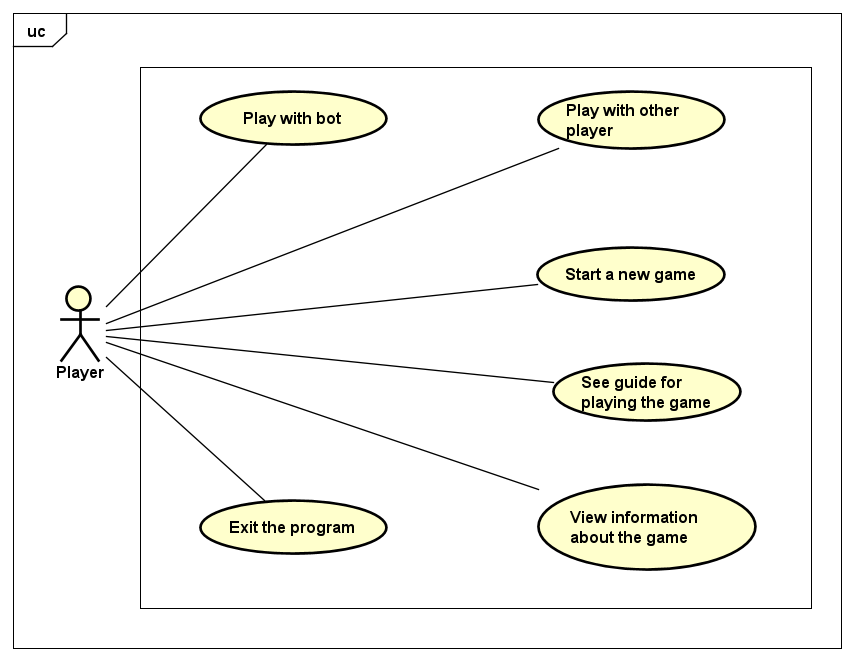 uc
Play with bot
Play with other
player
Start a new game
Player
See guide for
playing the game
Exit the program
View information
about the game